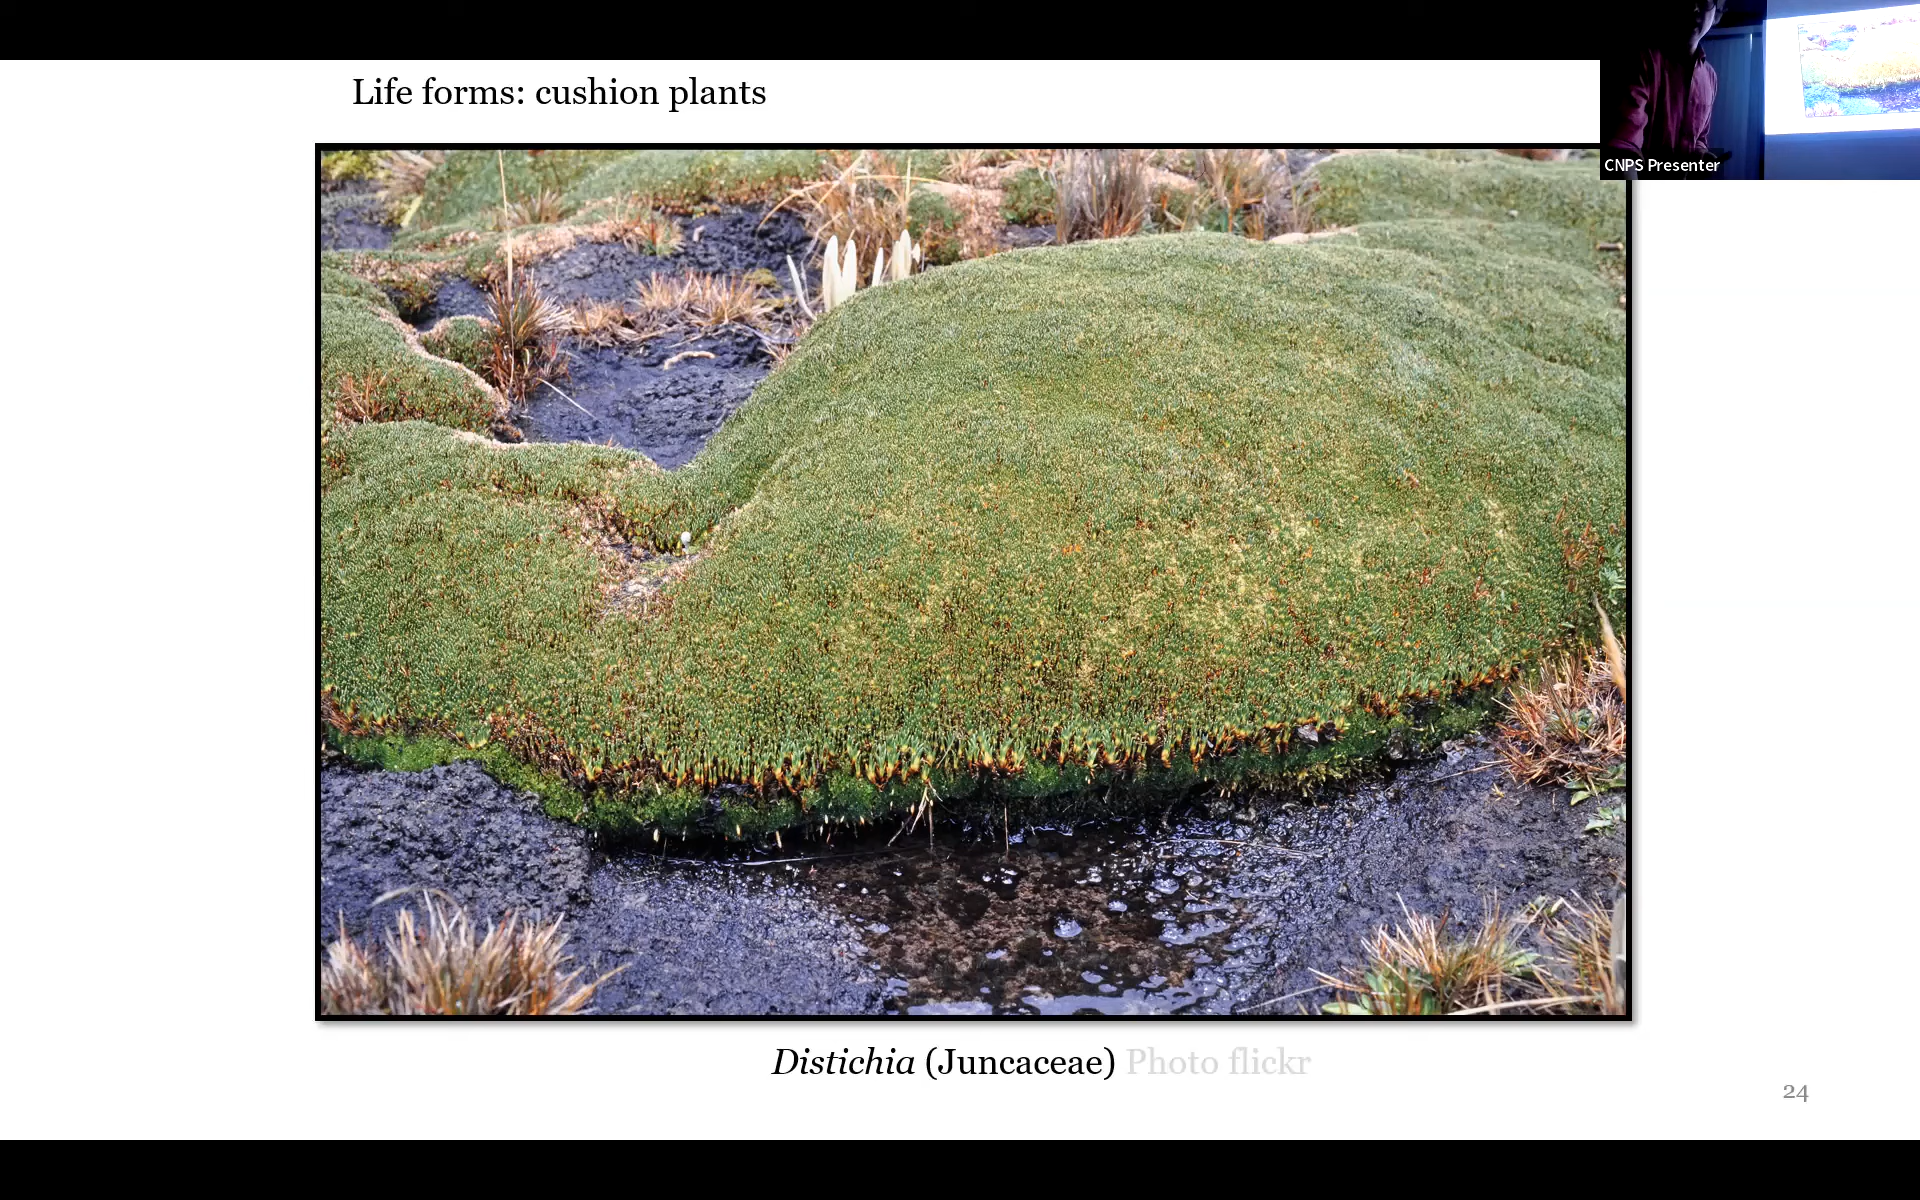 Life forms: cushion plants
CNPS Presenter
Distichia (Juncaceae) Photo flickr
24